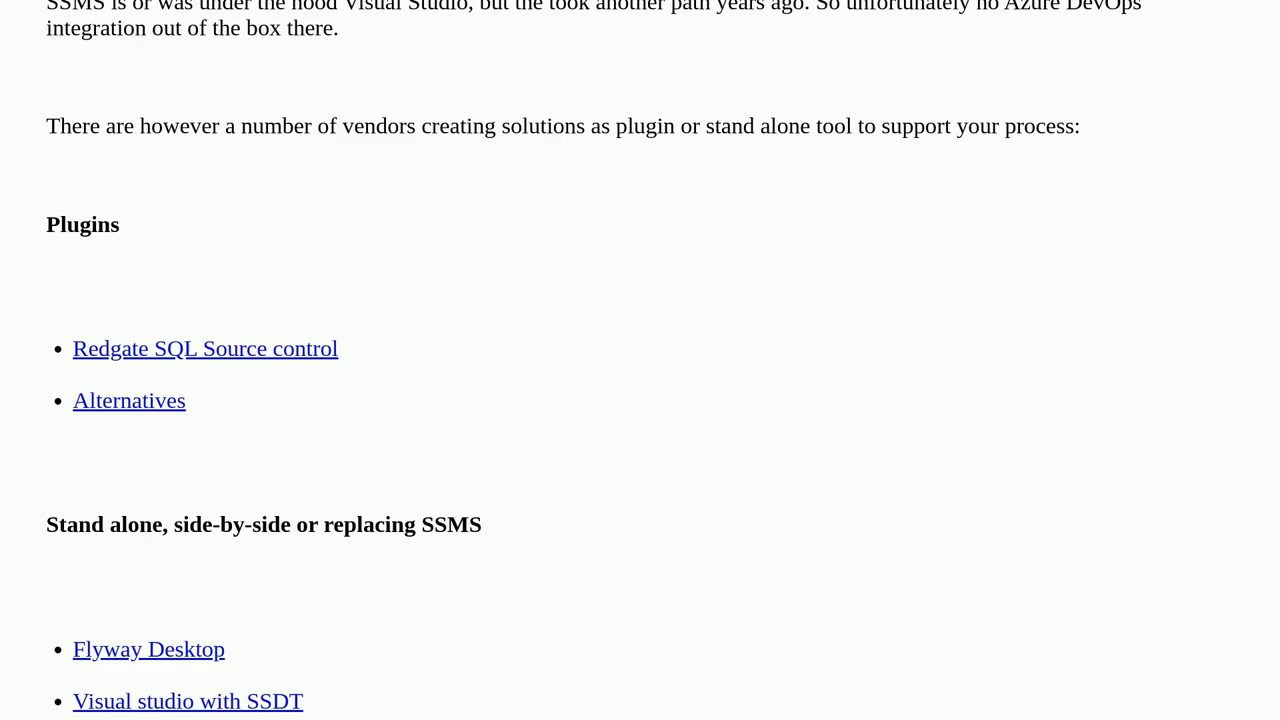 SSMS is or was under the hood Visual Studio, but the took another path years ago. So unfortunately no Azure DevOps
integration out of the box there.
There are however a number of vendors creating solutions as plugin or stand alone tool to support your process:
Plugins
Redgate SQL Source control
Alternatives
Stand alone, side-by-side or replacing SSMS
Flyway Desktop
Visual studio with SSDT